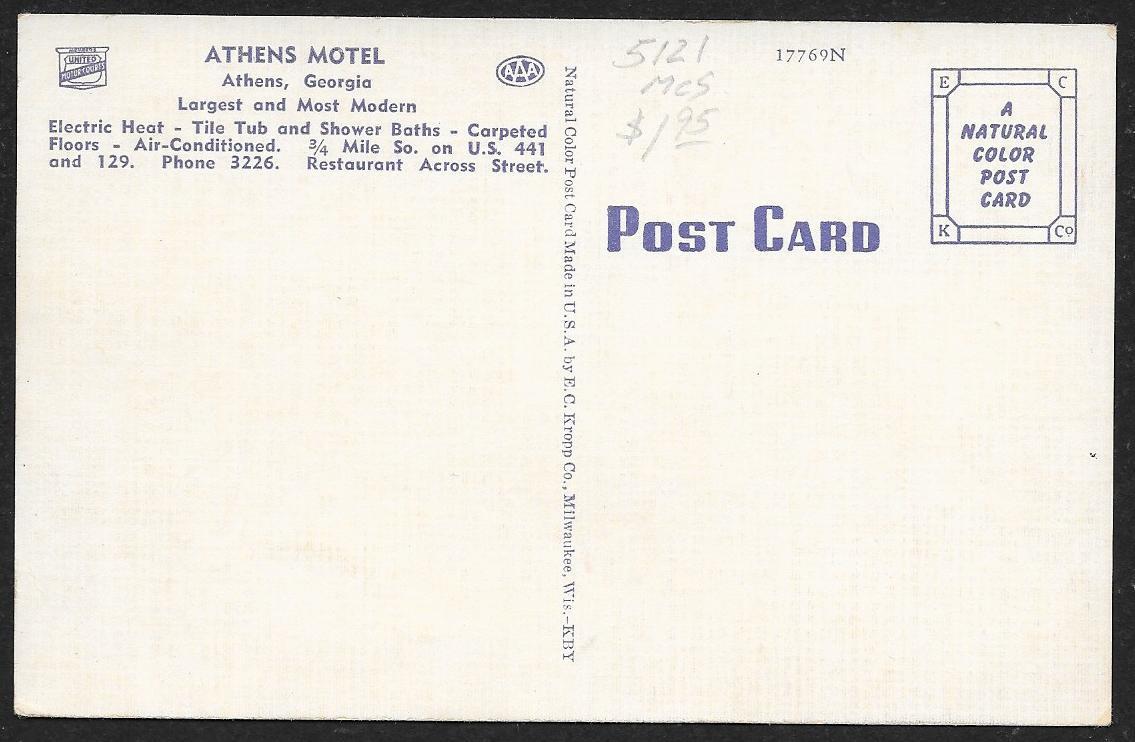 MEMBERS
UNITED
MOTOR COURTS
ATHENS MOTEL
Athens, Georgia
Largest and Most Modern
AAA
Electric Heat - Tile Tub and Shower Baths - Carpeted
Floors - Air-Conditioned. ¾ Mile So. on U.S. 441
and 129. Phone 3226. Restaurant Across Street.
Natural Color Post Card Made in U.S.A. by E.C. Kropp Co., Milwaukee, Wis.-KBY
5121
McS
$1.95
17769N
POST CARD
E C
A
NATURAL
COLOR
POST
CARD
K Co